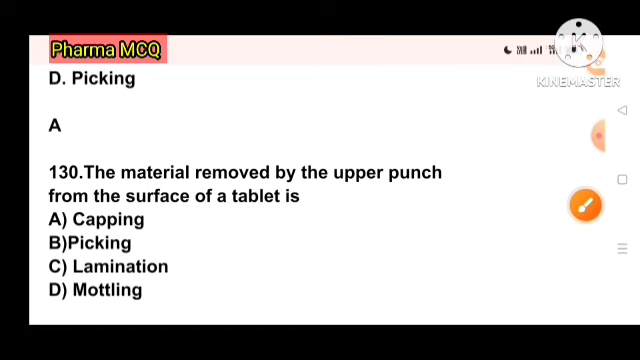 Pharma MCQ
D. Picking
KINEMASTER
A
130.The material removed by the upper punch
from the surface of a tablet is
A) Capping
B)Picking
C) Lamination
D) Mottling